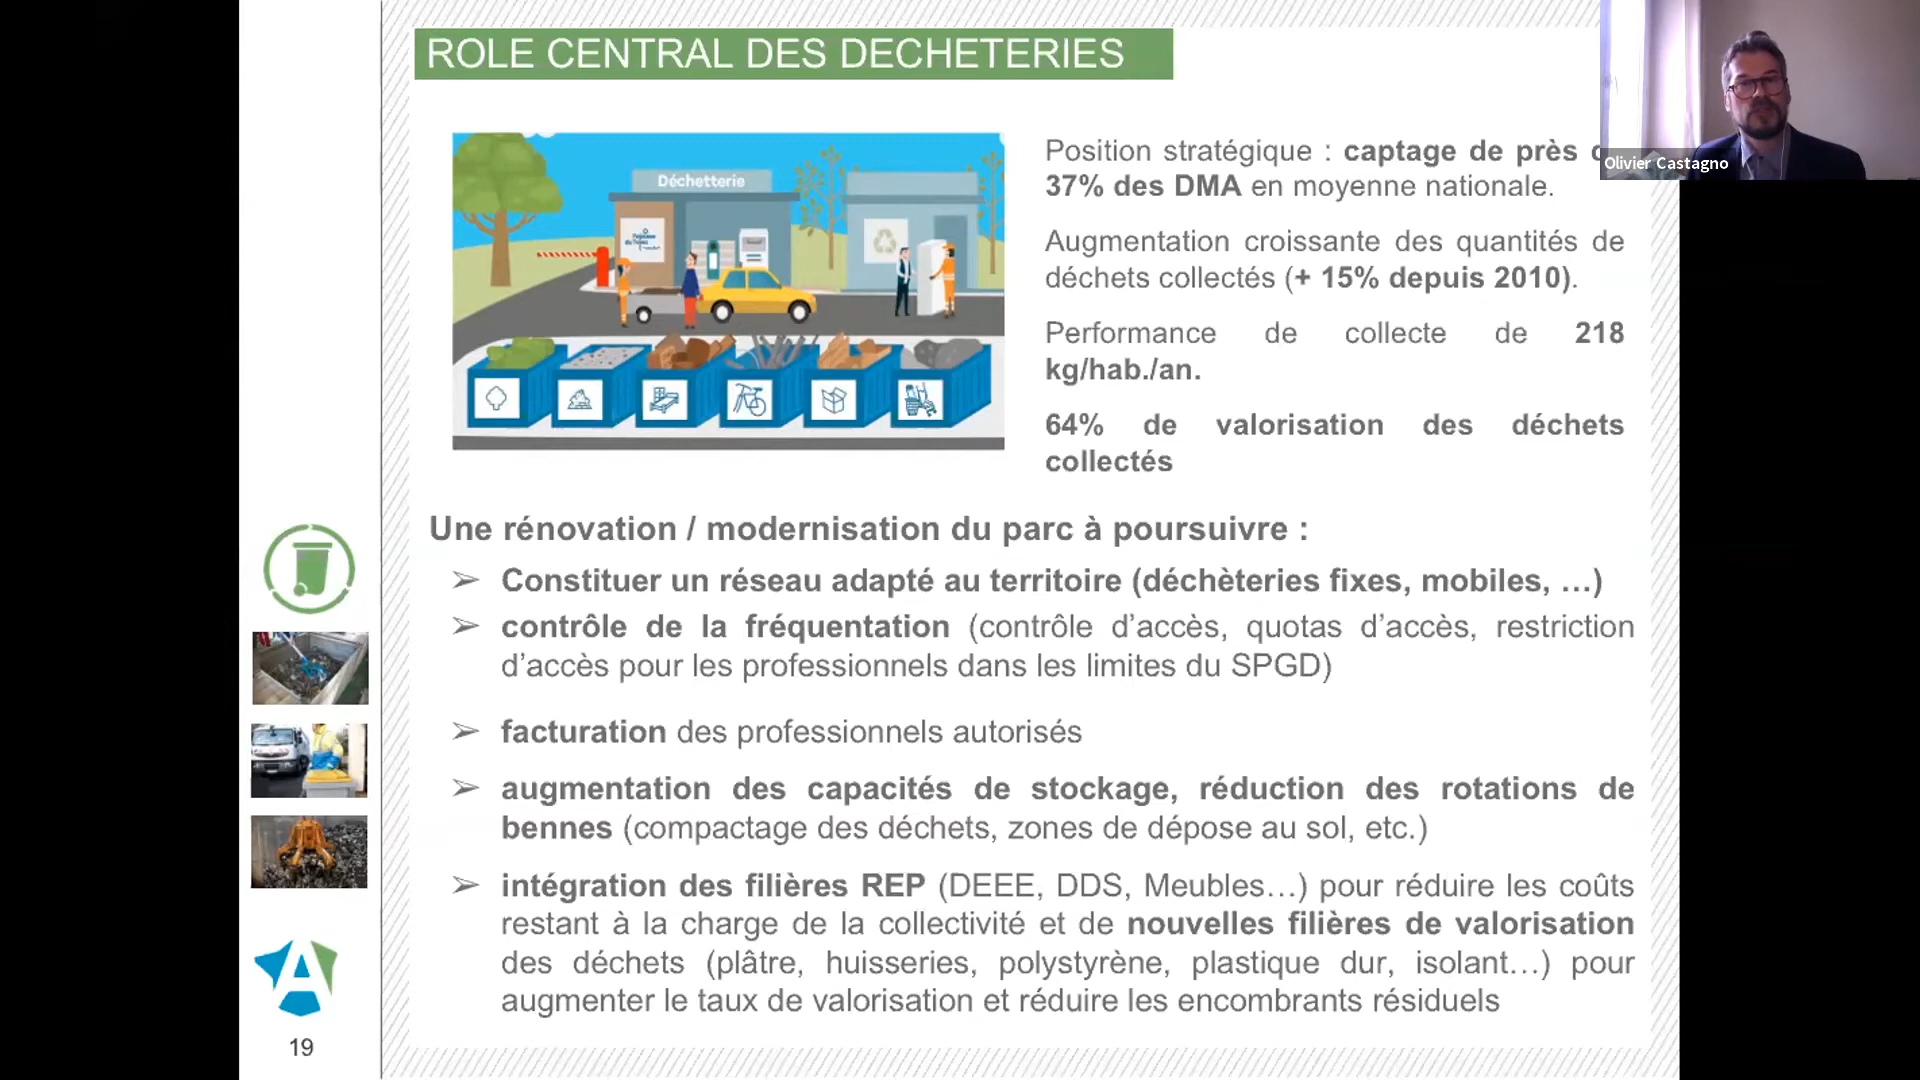 ROLE CENTRAL DES DECHETERIES
Olivier Castagno
Déchetterie
Position stratégique : captage de près
37% des DMA en moyenne nationale.
Augmentation croissante des quantités de
déchets collectés (+ 15% depuis 2010).
Performance de collecte de 218
kg/hab./an.
64% de valorisation des déchets
collectés
Une rénovation / modernisation du parc à poursuivre :
➢ Constituer un réseau adapté au territoire (déchèteries fixes, mobiles, …)
➢ contrôle de la fréquentation (contrôle d’accès, quotas d’accès, restriction
d’accès pour les professionnels dans les limites du SPGD)
➢ facturation des professionnels autorisés
➢ augmentation des capacités de stockage, réduction des rotations de
bennes (compactage des déchets, zones de dépose au sol, etc.)
➢ intégration des filières REP (DEEE, DDS, Meubles…) pour réduire les coûts
restant à la charge de la collectivité et de nouvelles filières de valorisation
des déchets (plâtre, huisseries, polystyrène, plastique dur, isolant…) pour
augmenter le taux de valorisation et réduire les encombrants résiduels
19